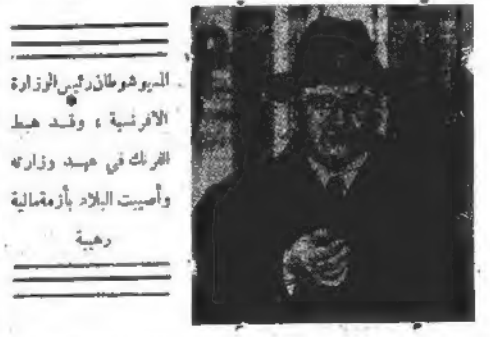 المسيو شوطان رئيس الوزارة
الافرنسية ، وقد هبط
الفرنك في عهد وزارته
وأصيبت البلاد بأزمة مالية
رهيبة